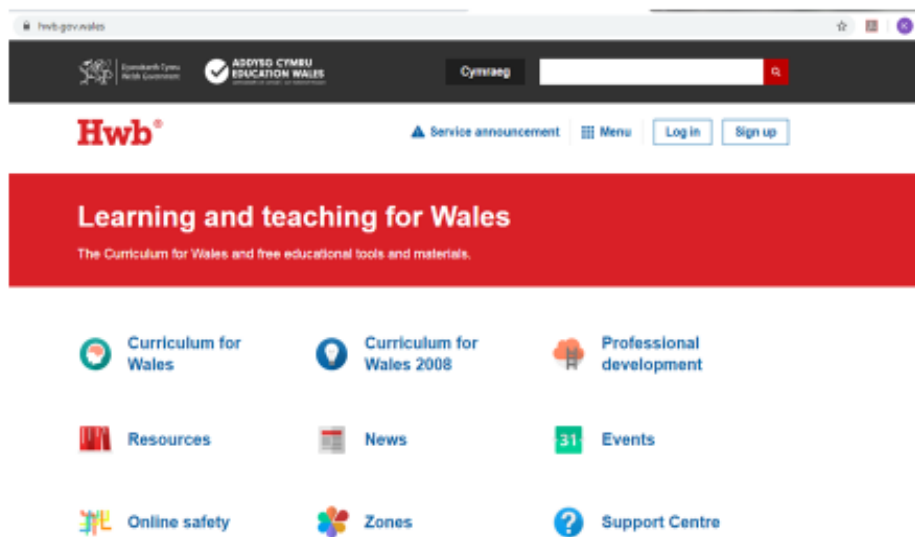 hwb.gov.wales
Llywodraeth Cymru
Welsh Government
ADDYSG CYMRU
EDUCATION WALES
Cymraeg
Hwb®
Service announcement
Menu
Log in
Sign up
Learning and teaching for Wales
The Curriculum for Wales and free educational tools and materials.
Curriculum for
Wales
Curriculum for
Wales 2008
Professional
development
Resources
News
31
Events
Online safety
Zones
Support Centre